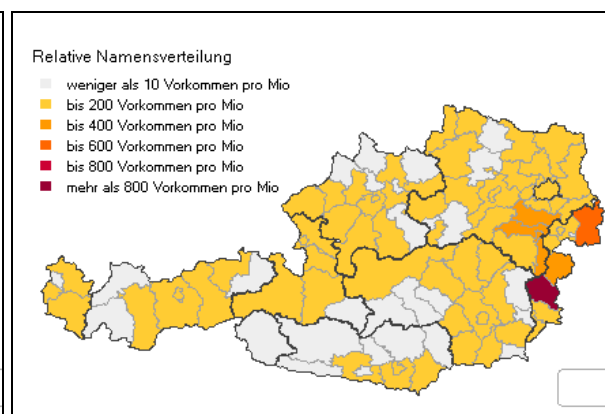 Relative Namensverteilung
weniger als 10 Vorkommen pro Mio
bis 200 Vorkommen pro Mio
bis 400 Vorkommen pro Mio
bis 600 Vorkommen pro Mio
bis 800 Vorkommen pro Mio
mehr als 800 Vorkommen pro Mio